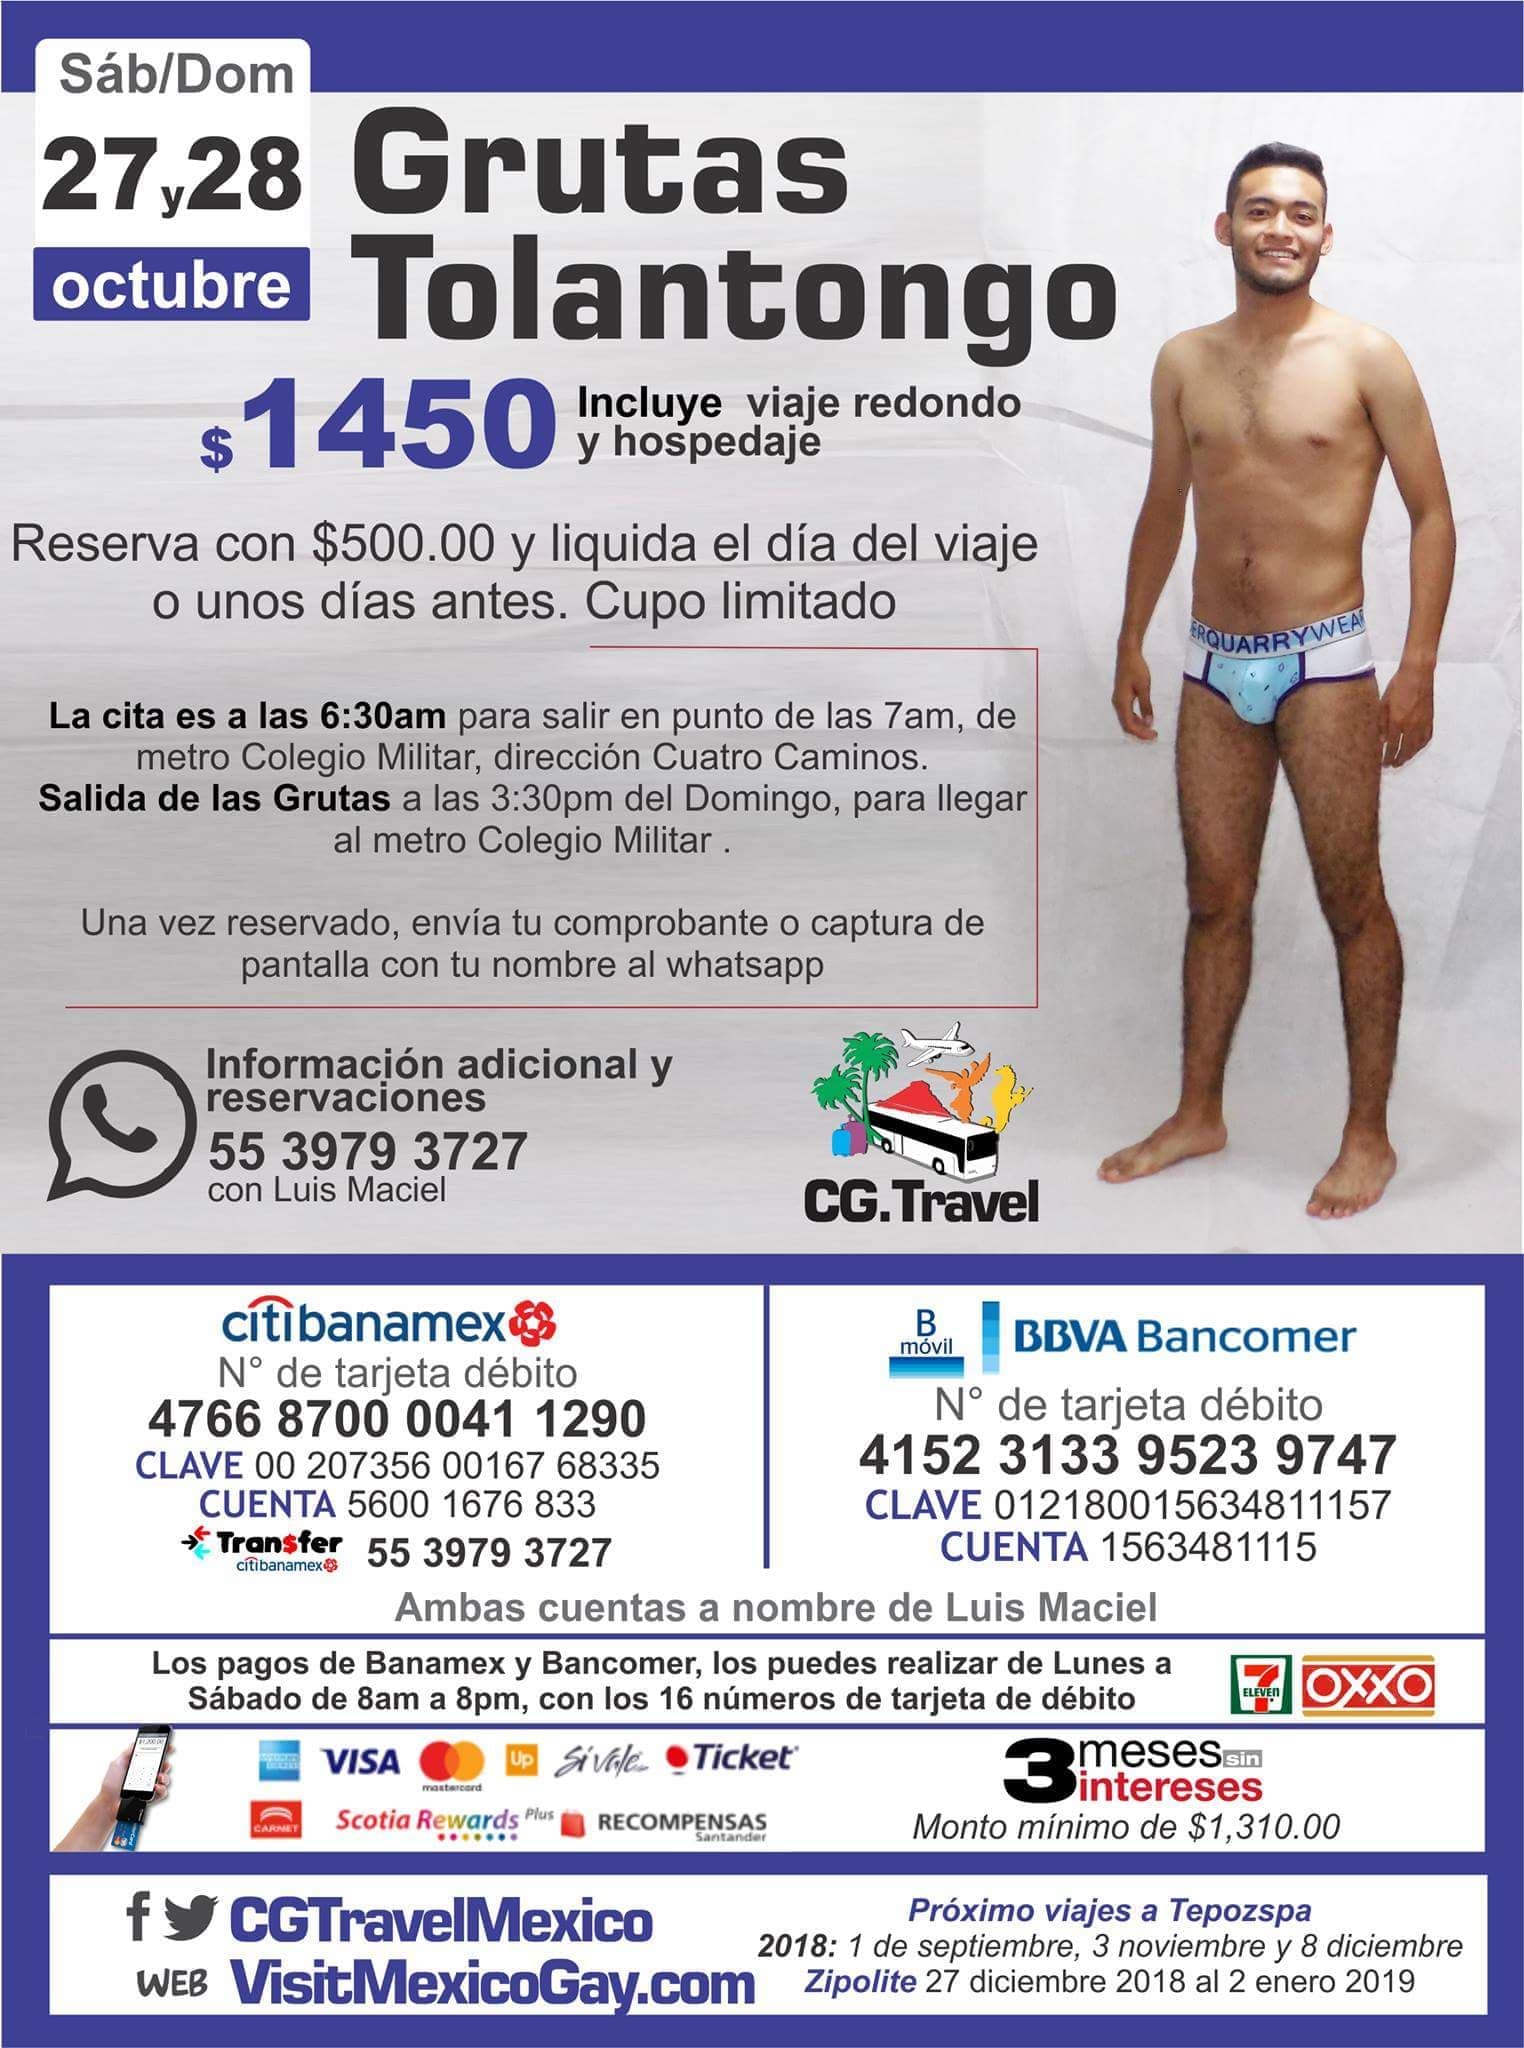 Sáb/Dom
27 y 28
octubre
Grutas
Tolantongo
$ 1450
Incluye viaje redondo
y hospedaje
Reserva con $500.00 y liquida el día del viaje
o unos días antes. Cupo limitado
La cita es a las 6:30am para salir en punto de las 7am, de
metro Colegio Militar, dirección Cuatro Caminos.
Salida de las Grutas a las 3:30pm del Domingo, para llegar
al metro Colegio Militar .
Una vez reservado, envía tu comprobante o captura de
pantalla con tu nombre al whatsapp
ERQUARRYWEAR
Información adicional y
reservaciones
55 3979 3727
con Luis Maciel
CG.Travel
citibanamex
N° de tarjeta débito
4766 8700 0041 1290
CLAVE 00 207356 00167 68335
CUENTA 5600 1676 833
Transfer
citibanamex
55 3979 3727
B
móvil
BBVA Bancomer
N° de tarjeta débito
4152 3133 9523 9747
CLAVE 012180015634811157
CUENTA 1563481115
Ambas cuentas a nombre de Luis Maciel
Los pagos de Banamex y Bancomer, los puedes realizar de Lunes a
Sábado de 8am a 8pm, con los 16 números de tarjeta de débito
7 ELEVEN
OXXO
VISA
mastercard
Up
Sí Vale
Ticket
CARNET
Scotia Rewards Plus
RECOMPENSAS
Santander
3 meses sin
intereses
Monto mínimo de $1,310.00
CGTravelMexico
WEB VisitMexicoGay.com
Próximo viajes a Tepozspa
2018: 1 de septiembre, 3 noviembre y 8 diciembre
Zipolite 27 diciembre 2018 al 2 enero 2019